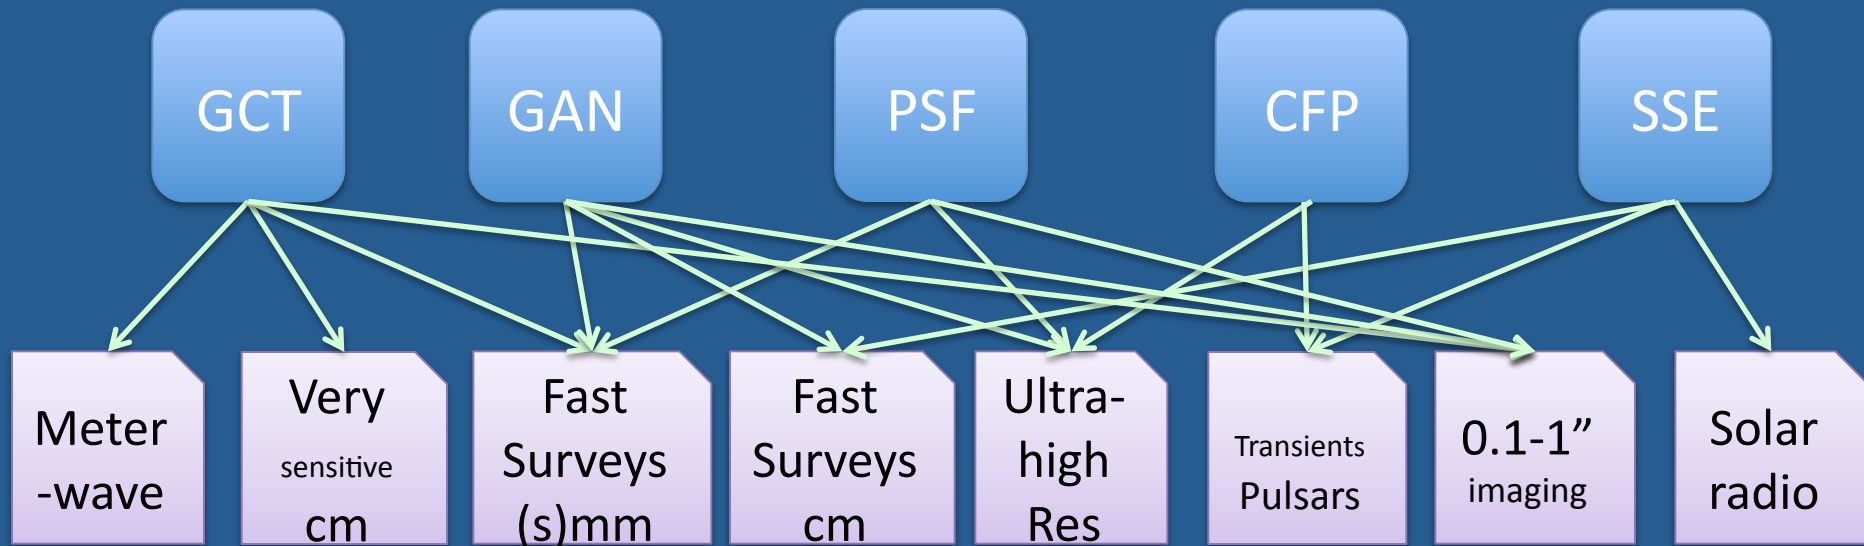 GCT
GAN
PSF
CFP
SSE
Meter
-wave
Very
sensitive
cm
Fast
Surveys
(s)mm
Fast
Surveys
cm
Ultra-
high
Res
Transients
Pulsars
0.1-1”
imaging
Solar
radio